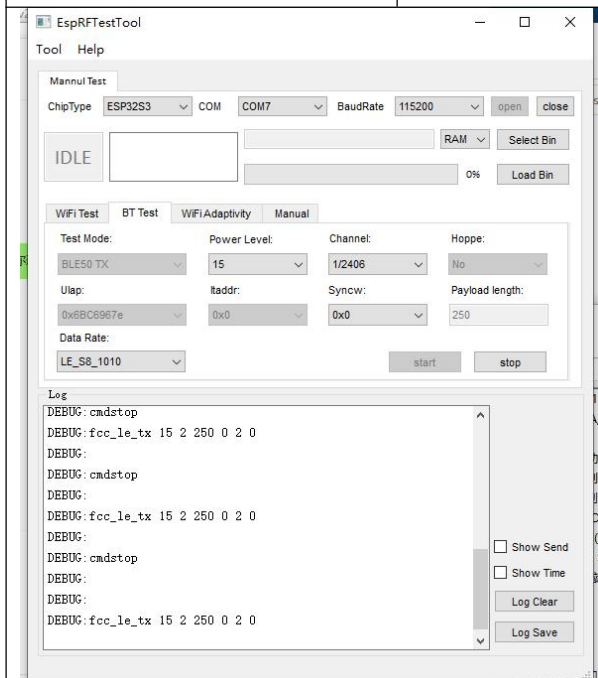 EspRFTestTool
Tool Help
Mannul Test
ChipType ESP32S3 COM COM7 BaudRate 115200 open close
RAM Select Bin
IDLE
0% Load Bin
WiFi Test BT Test WiFi Adaptivity Manual
Test Mode: Power Level: Channel: Hoppe:
BLE50 TX 15 1/2406 No
Ulap: ltaddr: Syncw: Payload length:
0x6BC6967e 0x0 0x0 250
Data Rate:
LE_S8_1010 start stop
Log
DEBUG:cmdstop
DEBUG:fcc_le_tx 15 2 250 0 2 0
DEBUG:
DEBUG:cmdstop
DEBUG:
DEBUG:fcc_le_tx 15 2 250 0 2 0
DEBUG:
DEBUG:cmdstop
DEBUG:
DEBUG:
DEBUG:fcc_le_tx 15 2 250 0 2 0
Show Send
Show Time
Log Clear
Log Save